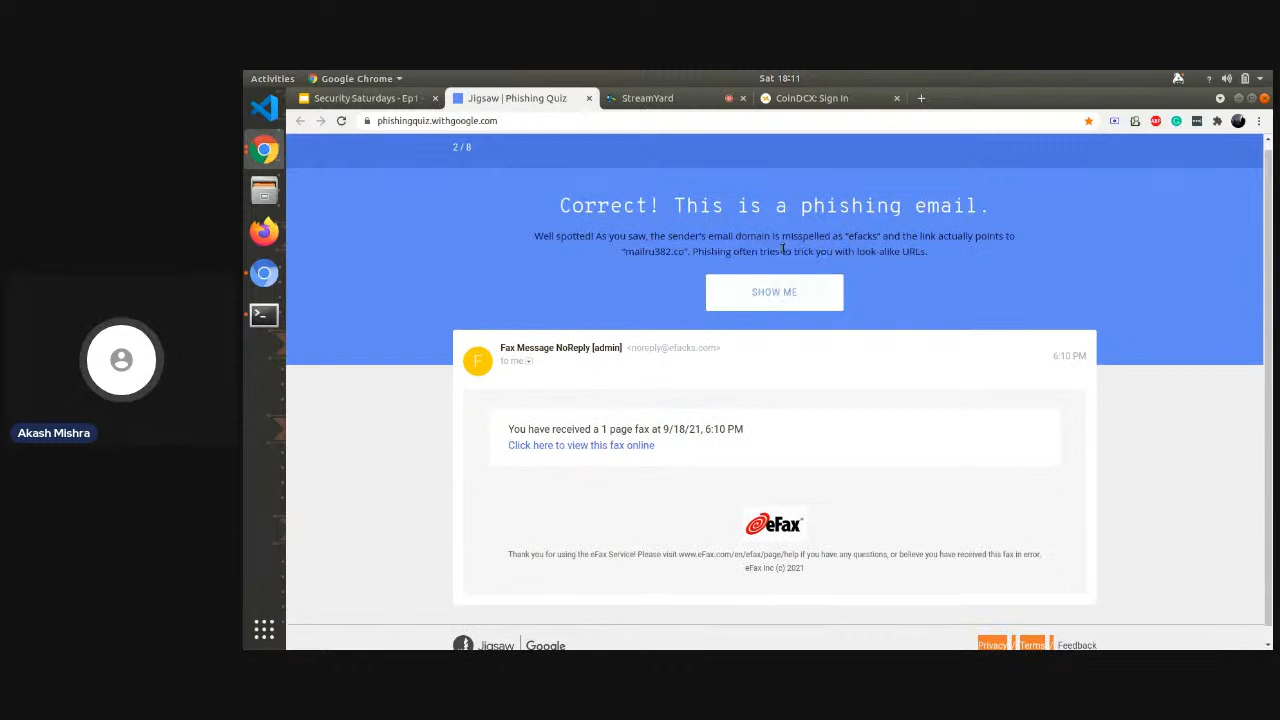 Activities Google Chrome Sat 18:11
Security Saturdays - Ep1 Jigsaw | Phishing Quiz StreamYard CoinDCX: Sign In
phishingquiz.withgoogle.com
2 / 8
Correct! This is a phishing email.
Well spotted! As you saw, the sender's email domain is misspelled as "efacks" and the link actually points to
"mailru382.co". Phishing often tries to trick you with look-alike URLs.
SHOW ME
F
Fax Message NoReply [admin] <noreply@efacks.com>
to me
6:10 PM
You have received a 1 page fax at 9/18/21, 6:10 PM
Click here to view this fax online
eFax
Thank you for using the eFax Service! Please visit www.eFax.com/en/efax/page/help if you have any questions, or believe you have received this fax in error.
eFax Inc (c) 2021
Jigsaw | Google Privacy Terms Feedback
Akash Mishra